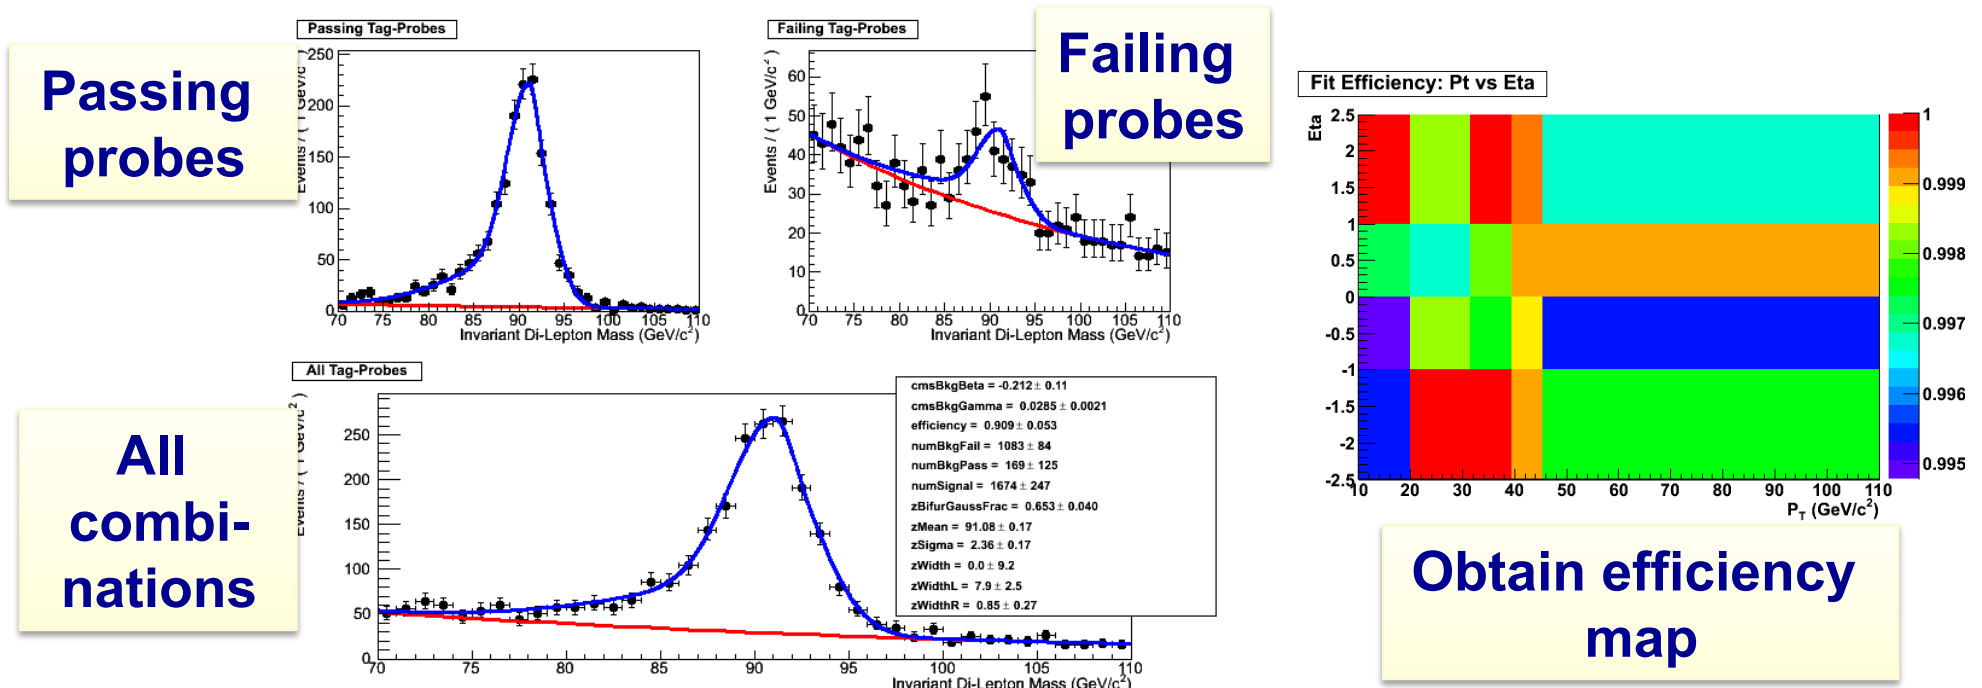 Passing
probes
Passing Tag-Probes
Events / ( 1 GeV/c
250
200
150
100
50
0
70 75 80 85 90 95 100 105 110
Invariant Di-Lepton Mass (GeV/c²)
Failing Tag-Probes
Events / ( 1 GeV/c²
60
50
40
30
20
10
0
70 75 80 85 90 95 100 105 110
Invariant Di-Lepton Mass (GeV/c²)
Failing
probes
Fit Efficiency: Pt vs Eta
Eta
2.5
2
1.5
1
0.5
0
-0.5
-1
-1.5
-2
-2.5
10 20 30 40 50 60 70 80 90 100 110
P_T (GeV/c²)
1
0.999
0.998
0.997
0.996
0.995
All
combi-
nations
All Tag-Probes
Events / ( 1 GeV/c²
250
200
150
100
50
0
70 75 80 85 90 95 100 105 110
Invariant Di-Lepton Mass (GeV/c²)
cmsBkgBeta = -0.212 ± 0.11
cmsBkgGamma = 0.0285 ± 0.0021
efficiency = 0.909 ± 0.053
numBkgFail = 1083 ± 84
numBkgPass = 169 ± 125
numSignal = 1674 ± 247
zBifurGaussFrac = 0.653 ± 0.040
zMean = 91.08 ± 0.17
zSigma = 2.36 ± 0.17
zWidth = 0.0 ± 9.2
zWidthL = 7.9 ± 2.5
zWidthR = 0.85 ± 0.27
Obtain efficiency
map